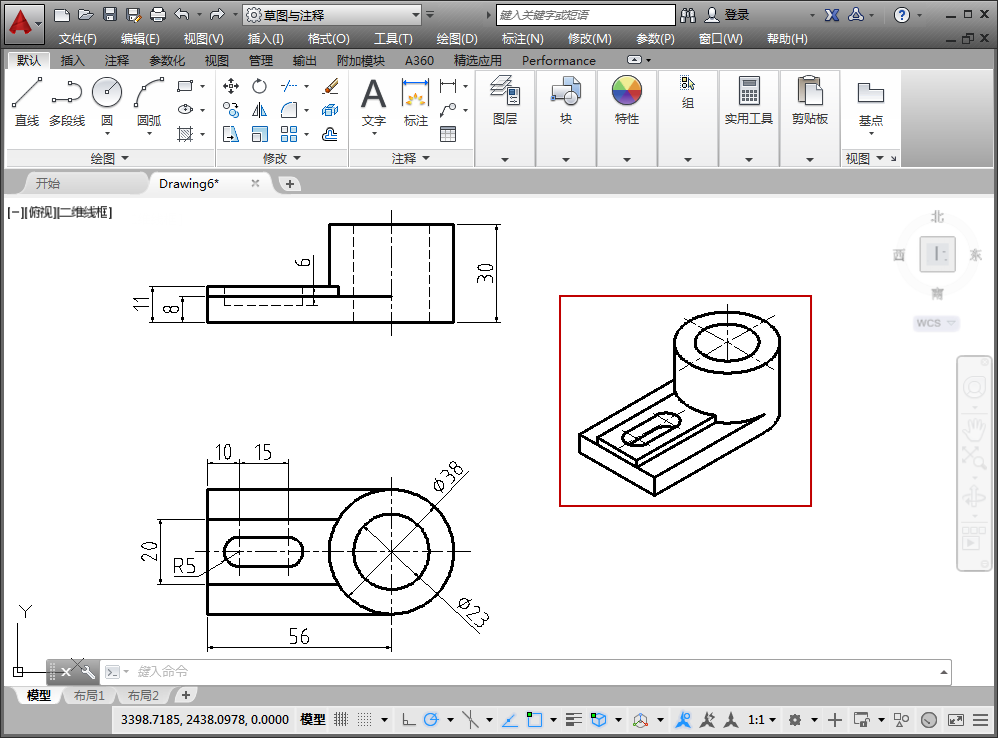 草图与注释
键入关键字或短语
登录
文件(F) 编辑(E) 视图(V) 插入(I) 格式(O) 工具(T) 绘图(D) 标注(N) 修改(M) 参数(P) 窗口(W) 帮助(H)
默认 插入 注释 参数化 视图 管理 输出 附加模块 A360 精选应用 Performance
直线 多段线 圆 圆弧 文字 标注 图层 块 特性 组 实用工具 剪贴板 基点
绘图 修改 注释 视图
开始 Drawing6*
[−][俯视][二维线框]
北
西 上 东
南
WCS
6
30
11
8
10 15
Ø38
20
R5
Ø23
56
Y
键入命令
模型 布局1 布局2 +
3398.7185, 2438.0978, 0.0000 模型 1:1